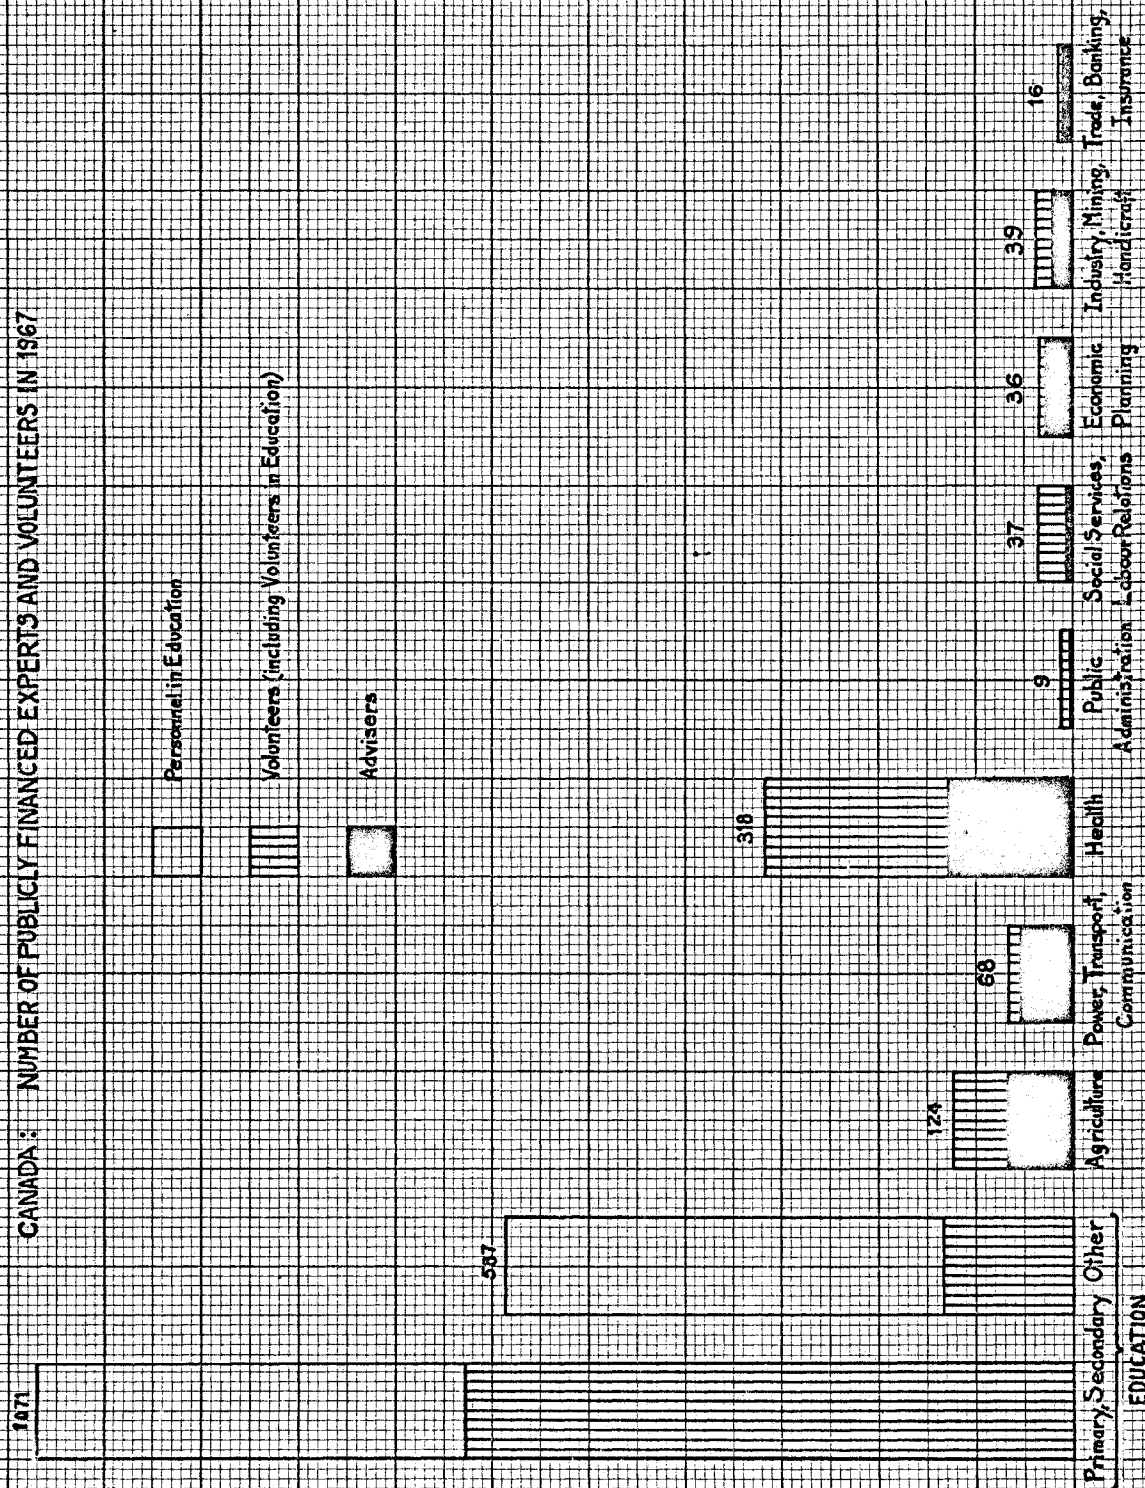 CANADA: NUMBER OF PUBLICLY FINANCED EXPERTS AND VOLUNTEERS IN 1967
Personnel in Education
Volunteers (including Volunteers in Education)
Advisers
1071
587
124
68
318
9
37
36
39
16
Primary, Secondary
Other
EDUCATION
Agriculture
Power, Transport,
Communication
Health
Public
Administration
Social Services,
Labour Relations
Economic
Planning
Industry, Mining,
Handicraft
Trade, Banking,
Insurance